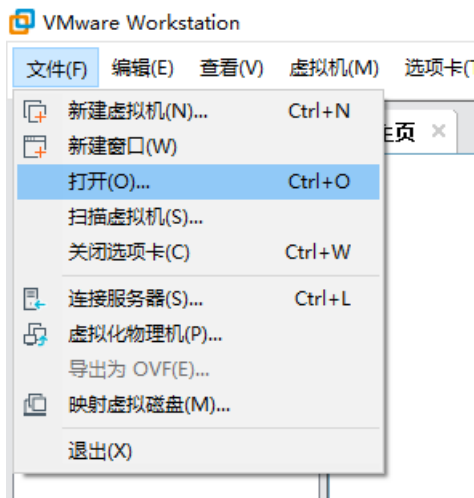 VMware Workstation
文件(F) 编辑(E) 查看(V) 虚拟机(M) 选项卡(
主页
新建虚拟机(N)... Ctrl+N
新建窗口(W)
打开(O)... Ctrl+O
扫描虚拟机(S)...
关闭选项卡(C) Ctrl+W
连接服务器(S)... Ctrl+L
虚拟化物理机(P)...
导出为 OVF(E)...
映射虚拟磁盘(M)...
退出(X)